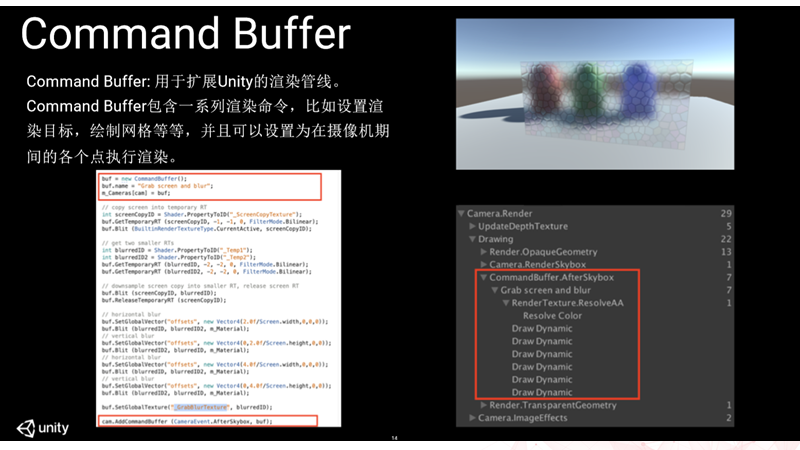 Command Buffer
Command Buffer: 用于扩展Unity的渲染管线。
Command Buffer包含一系列渲染命令，比如设置渲
染目标，绘制网格等等，并且可以设置为在摄像机期
间的各个点执行渲染。
buf = new CommandBuffer();
buf.name = "Grab screen and blur";
m_Cameras[cam] = buf;
// copy screen into temporary RT
int screenCopyID = Shader.PropertyToID("_ScreenCopyTexture");
buf.GetTemporaryRT (screenCopyID, -1, -1, 0, FilterMode.Bilinear);
buf.Blit (BuiltinRenderTextureType.CurrentActive, screenCopyID);
// get two smaller RTs
int blurredID = Shader.PropertyToID("_Temp1");
int blurredID2 = Shader.PropertyToID("_Temp2");
buf.GetTemporaryRT (blurredID, -2, -2, 0, FilterMode.Bilinear);
buf.GetTemporaryRT (blurredID2, -2, -2, 0, FilterMode.Bilinear);
// downsample screen copy into smaller RT, release screen RT
buf.Blit (screenCopyID, blurredID);
buf.ReleaseTemporaryRT (screenCopyID);
// horizontal blur
buf.SetGlobalVector("offsets", new Vector4(2.0f/Screen.width,0,0,0));
buf.Blit (blurredID, blurredID2, m_Material);
// vertical blur
buf.SetGlobalVector("offsets", new Vector4(0,2.0f/Screen.height,0,0));
buf.Blit (blurredID2, blurredID, m_Material);
// horizontal blur
buf.SetGlobalVector("offsets", new Vector4(4.0f/Screen.width,0,0,0));
buf.Blit (blurredID, blurredID2, m_Material);
// vertical blur
buf.SetGlobalVector("offsets", new Vector4(0,4.0f/Screen.height,0,0));
buf.Blit (blurredID2, blurredID, m_Material);
buf.SetGlobalTexture("_GrabBlurTexture", blurredID);
cam.AddCommandBuffer (CameraEvent.AfterSkybox, buf);
Camera.Render 29
UpdateDepthTexture 5
Drawing 22
Render.OpaqueGeometry 13
Camera.RenderSkybox 1
CommandBuffer.AfterSkybox 7
Grab screen and blur 7
RenderTexture.ResolveAA 1
Resolve Color
Draw Dynamic
Draw Dynamic
Draw Dynamic
Draw Dynamic
Draw Dynamic
Draw Dynamic
Render.TransparentGeometry 1
Camera.ImageEffects 2
unity
14